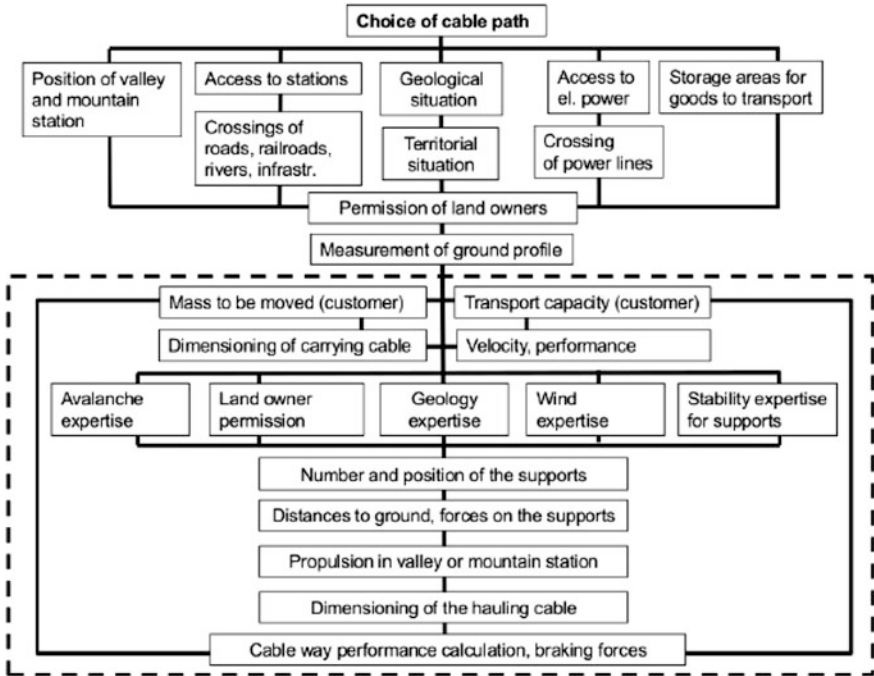 Choice of cable path
Position of valley
and mountain
station
Access to stations
Crossings of
roads, railroads,
rivers, infrastr.
Geological
situation
Territorial
situation
Access to
el. power
Crossing
of power lines
Storage areas for
goods to transport
Permission of land owners
Measurement of ground profile
Mass to be moved (customer)
Transport capacity (customer)
Dimensioning of carrying cable
Velocity, performance
Avalanche
expertise
Land owner
permission
Geology
expertise
Wind
expertise
Stability expertise
for supports
Number and position of the supports
Distances to ground, forces on the supports
Propulsion in valley or mountain station
Dimensioning of the hauling cable
Cable way performance calculation, braking forces